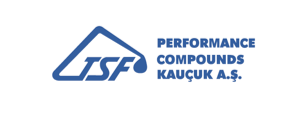 TSF
PERFORMANCE
COMPOUNDS
KAUÇUK A.Ş.